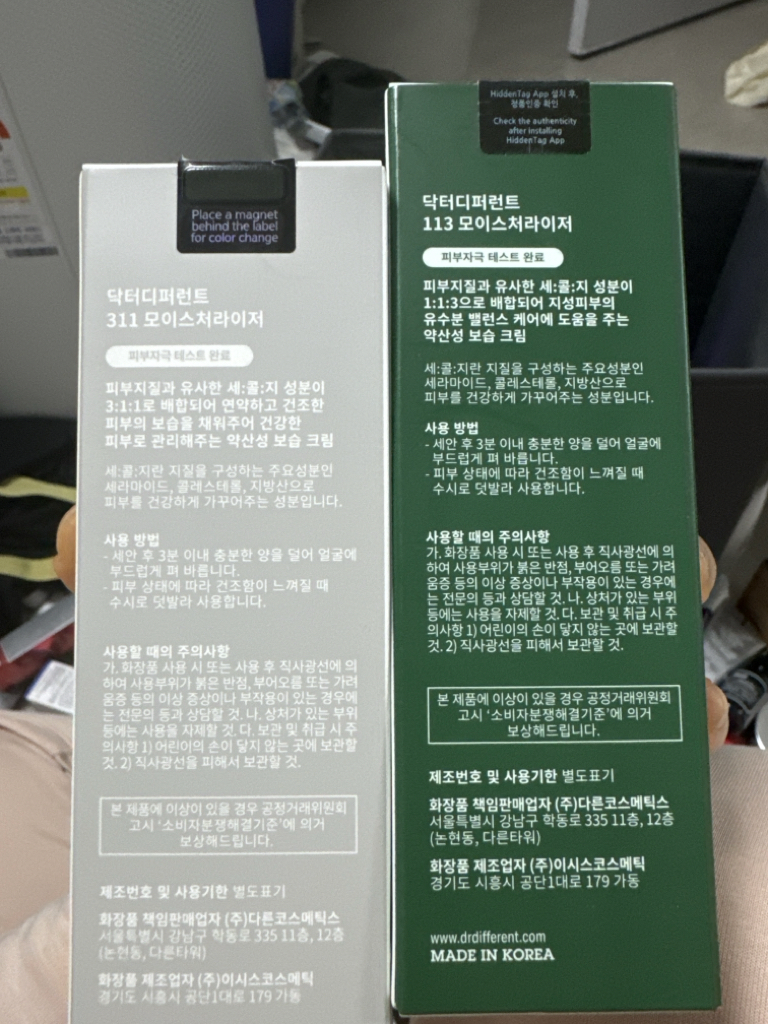 Place a magnet
behind the label
for color change
닥터디퍼런트
311 모이스처라이저
피부자극 테스트 완료
피부지질과 유사한 세:콜:지 성분이
3:1:1로 배합되어 연약하고 건조한
피부의 보습을 채워주어 건강한
피부로 관리해주는 약산성 보습 크림
세:콜:지란 지질을 구성하는 주요성분인
세라마이드, 콜레스테롤, 지방산으로
피부를 건강하게 가꾸어주는 성분입니다.
사용 방법
- 세안 후 3분 이내 충분한 양을 덜어 얼굴에
부드럽게 펴 바릅니다.
- 피부 상태에 따라 건조함이 느껴질 때
수시로 덧발라 사용합니다.
사용할 때의 주의사항
가. 화장품 사용 시 또는 사용 후 직사광선에 의
하여 사용부위가 붉은 반점, 부어오름 또는 가려
움증 등의 이상 증상이나 부작용이 있는 경우에
는 전문의 등과 상담할 것. 나. 상처가 있는 부위
등에는 사용을 자제할 것. 다. 보관 및 취급 시 주
의사항 1) 어린이의 손이 닿지 않는 곳에 보관할
것. 2) 직사광선을 피해서 보관할 것.
본 제품에 이상이 있을 경우 공정거래위원회
고시 '소비자분쟁해결기준'에 의거
보상해드립니다.
제조번호 및 사용기한 별도표기
화장품 책임판매업자 (주)다른코스메틱스
서울특별시 강남구 학동로 335 11층, 12층
(논현동, 다른타워)
화장품 제조업자 (주)이시스코스메틱
경기도 시흥시 공단1대로 179 가동
HiddenTag App 설치 후,
정품인증 확인
Check the authenticity
after installing
HiddenTag App
닥터디퍼런트
113 모이스처라이저
피부자극 테스트 완료
피부지질과 유사한 세:콜:지 성분이
1:1:3으로 배합되어 지성피부의
유수분 밸런스 케어에 도움을 주는
약산성 보습 크림
세:콜:지란 지질을 구성하는 주요성분인
세라마이드, 콜레스테롤, 지방산으로
피부를 건강하게 가꾸어주는 성분입니다.
사용 방법
- 세안 후 3분 이내 충분한 양을 덜어 얼굴에
부드럽게 펴 바릅니다.
- 피부 상태에 따라 건조함이 느껴질 때
수시로 덧발라 사용합니다.
사용할 때의 주의사항
가. 화장품 사용 시 또는 사용 후 직사광선에 의
하여 사용부위가 붉은 반점, 부어오름 또는 가려
움증 등의 이상 증상이나 부작용이 있는 경우에
는 전문의 등과 상담할 것. 나. 상처가 있는 부위
등에는 사용을 자제할 것. 다. 보관 및 취급 시 주
의사항 1) 어린이의 손이 닿지 않는 곳에 보관할
것. 2) 직사광선을 피해서 보관할 것.
본 제품에 이상이 있을 경우 공정거래위원회
고시 '소비자분쟁해결기준'에 의거
보상해드립니다.
제조번호 및 사용기한 별도표기
화장품 책임판매업자 (주)다른코스메틱스
서울특별시 강남구 학동로 335 11층, 12층
(논현동, 다른타워)
화장품 제조업자 (주)이시스코스메틱
경기도 시흥시 공단1대로 179 가동
www.drdifferent.com
MADE IN KOREA